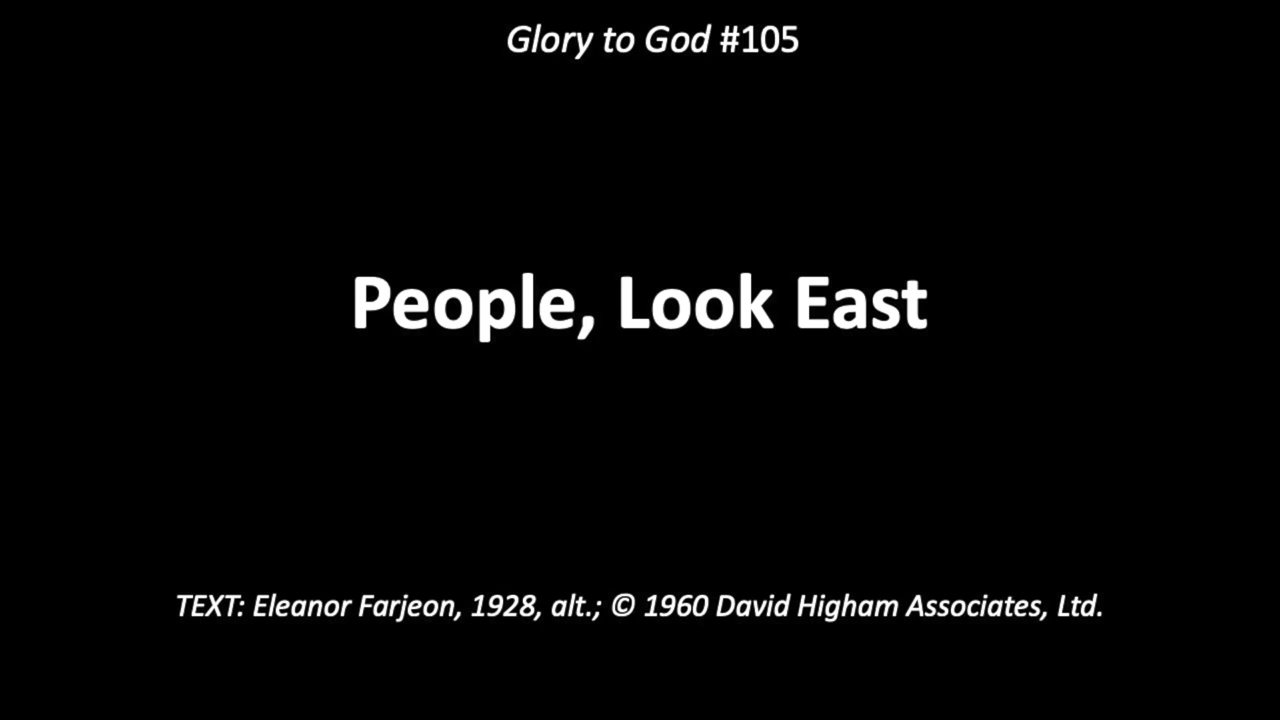 Glory to God #105
People, Look East
TEXT: Eleanor Farjeon, 1928, alt.; © 1960 David Higham Associates, Ltd.